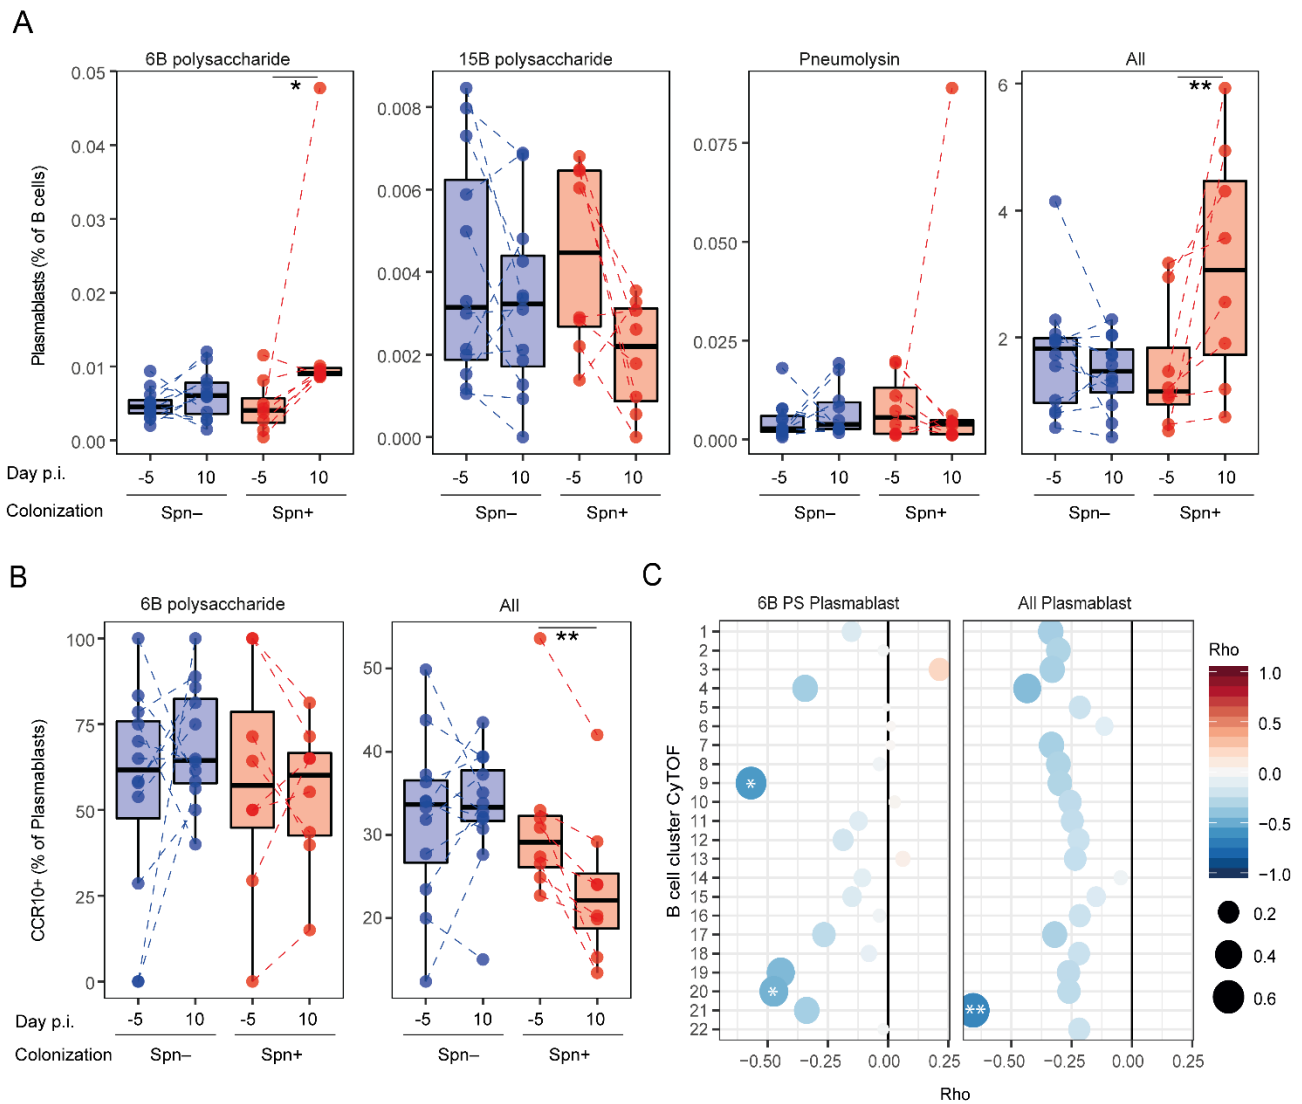 A
6B polysaccharide
15B polysaccharide
Pneumolysin
All
Plasmablasts (% of B cells)
0.05
0.04
0.03
0.02
0.01
0.00
*
0.008
0.006
0.004
0.002
0.000
0.075
0.050
0.025
0.000
6
4
2
**
Day p.i.
-5 10 -5 10 -5 10 -5 10 -5 10 -5 10 -5 10 -5 10
Colonization
Spn– Spn+ Spn– Spn+ Spn– Spn+ Spn– Spn+
B
6B polysaccharide
All
CCR10+ (% of Plasmablasts)
100
75
50
25
0
50
40
30
20
**
Day p.i.
-5 10 -5 10 -5 10 -5 10
Colonization
Spn– Spn+ Spn– Spn+
C
6B PS Plasmablast
All Plasmablast
B cell cluster CyTOF
1
2
3
4
5
6
7
8
9
10
11
12
13
14
15
16
17
18
19
20
21
22
*
*
**
−0.50 −0.25 0.00 0.25 −0.50 −0.25 0.00 0.25
Rho
Rho
1.0
0.5
0.0
−0.5
−1.0
0.2
0.4
0.6